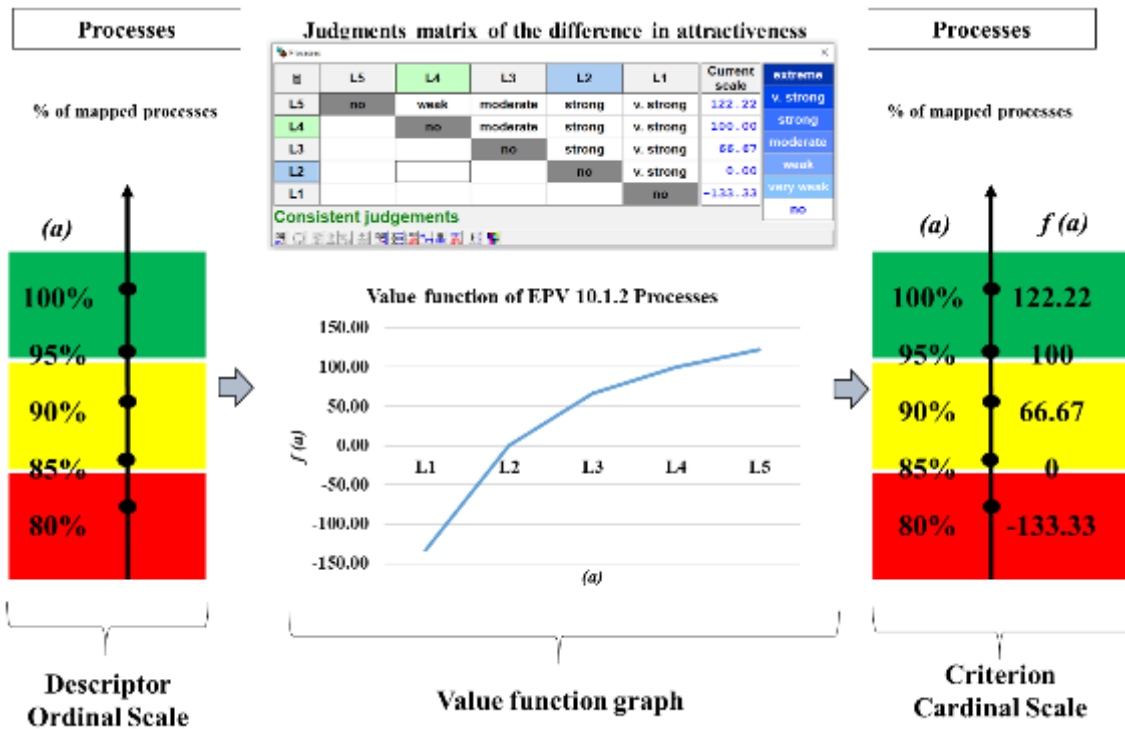 Processes
Judgments matrix of the difference in attractiveness
Processes
% of mapped processes
Processes
L5 L4 L3 L2 L1 Current scale extreme
L5 no weak moderate strong v. strong 122.22 v. strong
L4 no moderate strong v. strong 100.00 strong
L3 no strong v. strong 66.67 moderate
L2 no v. strong 0.00 weak
L1 no -133.33 very weak
no
Consistent judgements
% of mapped processes
(a)
100%
95%
90%
85%
80%
Value function of EPV 10.1.2 Processes
150.00
100.00
50.00
0.00
-50.00
-100.00
-150.00
f (a)
L1 L2 L3 L4 L5
(a)
(a) f (a)
100% 122.22
95% 100
90% 66.67
85% 0
80% -133.33
Descriptor
Ordinal Scale
Value function graph
Criterion
Cardinal Scale